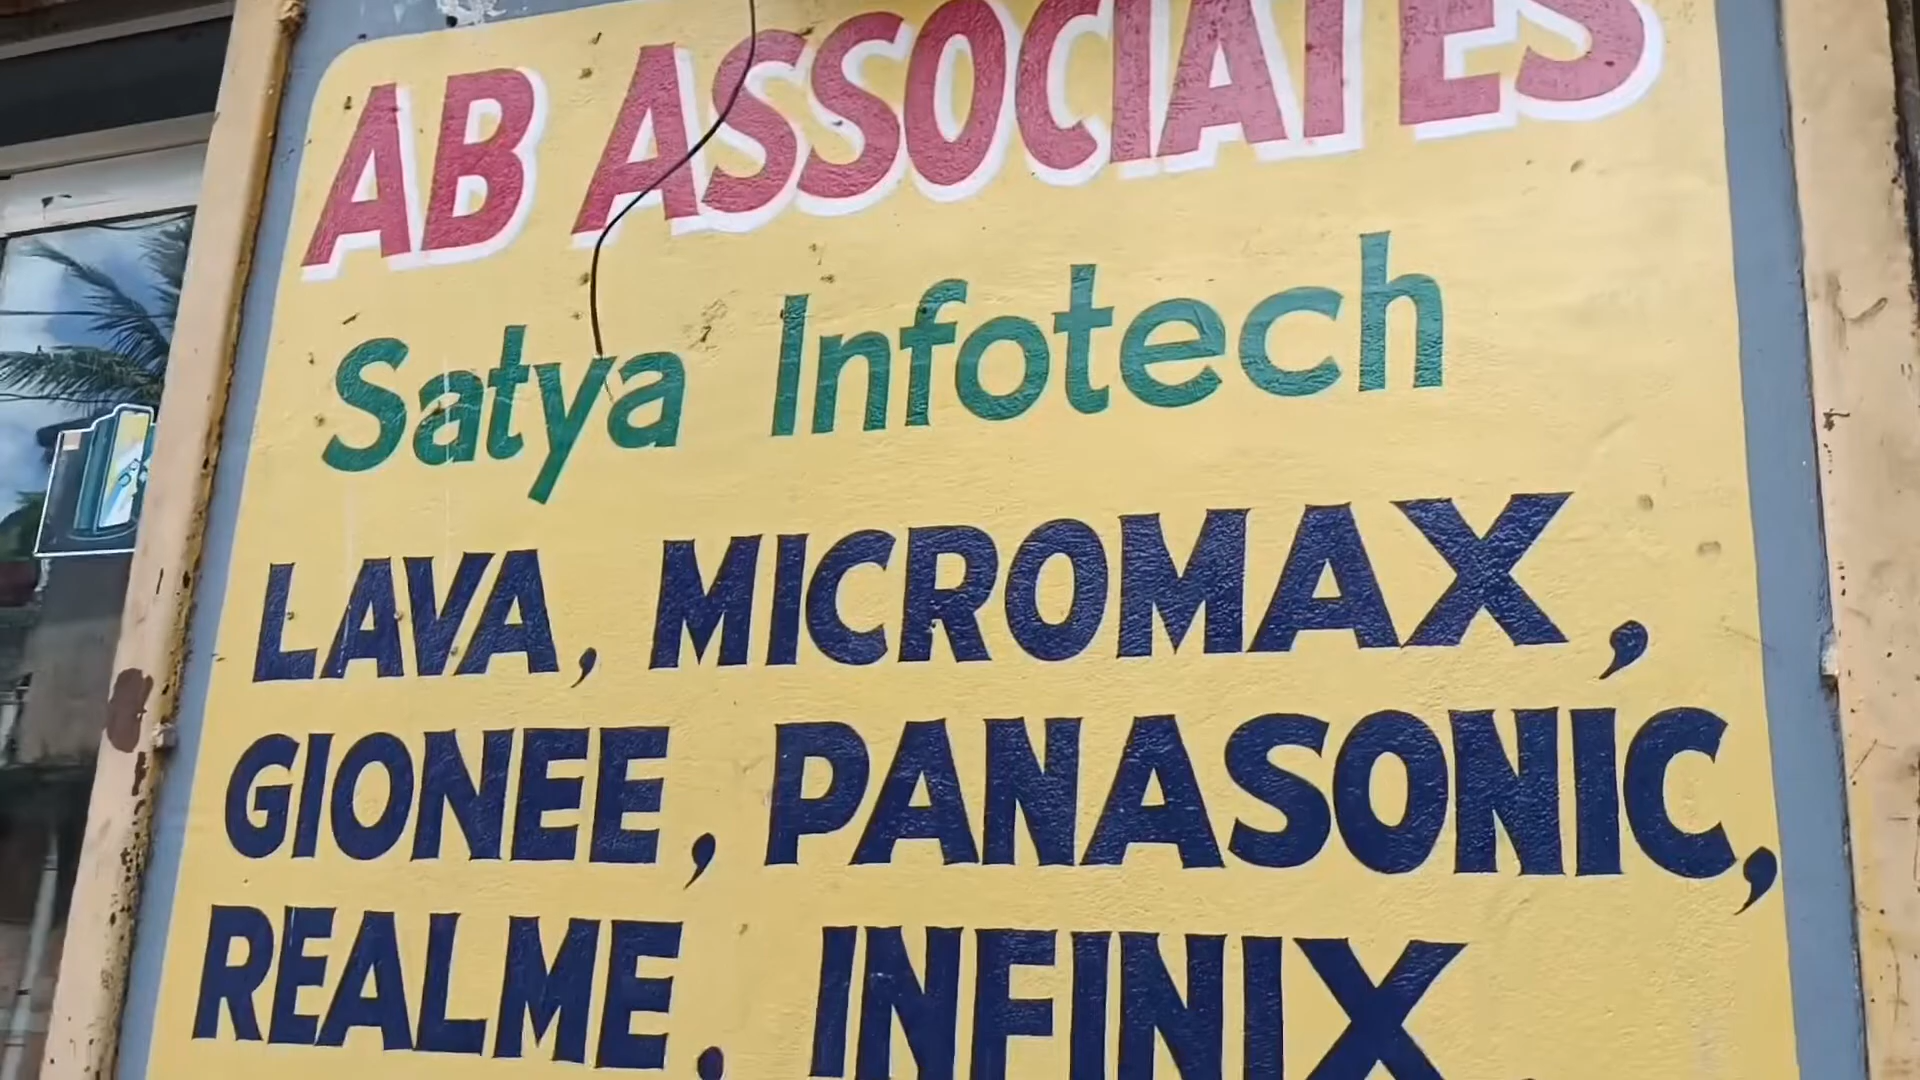 AB ASSOCIATES
Satya Infotech
LAVA, MICROMAX,
GIONEE, PANASONIC,
REALME, INFINIX,